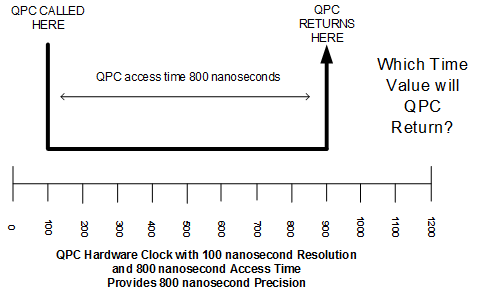 QPC CALLED
HERE
QPC
RETURNS
HERE
QPC access time 800 nanoseconds
Which Time
Value will
QPC
Return?
0 100 200 300 400 500 600 700 800 900 1000 1100 1200
QPC Hardware Clock with 100 nanosecond Resolution
and 800 nanosecond Access Time
Provides 800 nanosecond Precision